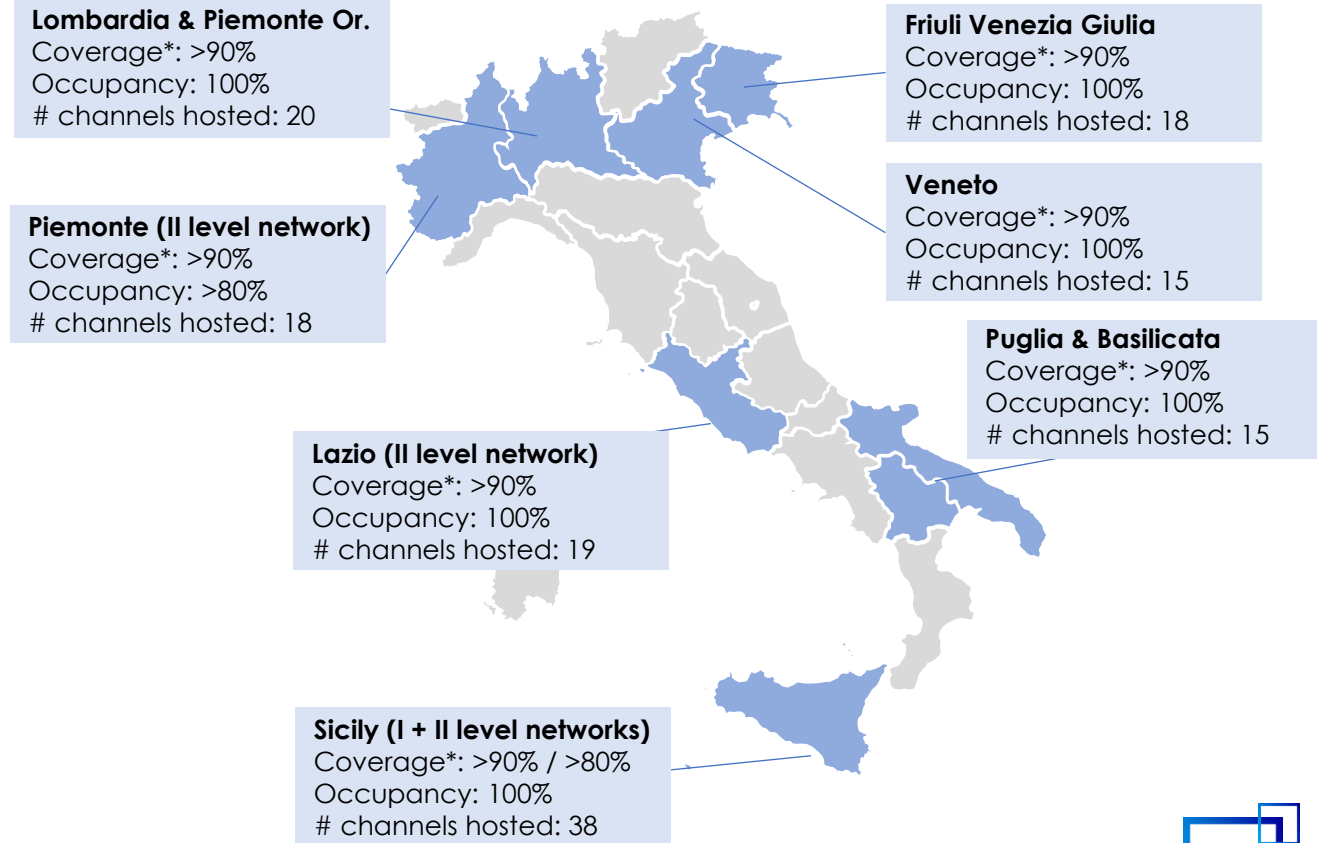 Lombardia & Piemonte Or.
Coverage*: >90%
Occupancy: 100%
# channels hosted: 20
Friuli Venezia Giulia
Coverage*: >90%
Occupancy: 100%
# channels hosted: 18
Veneto
Coverage*: >90%
Occupancy: 100%
# channels hosted: 15
Piemonte (II level network)
Coverage*: >90%
Occupancy: >80%
# channels hosted: 18
Puglia & Basilicata
Coverage*: >90%
Occupancy: 100%
# channels hosted: 15
Lazio (II level network)
Coverage*: >90%
Occupancy: 100%
# channels hosted: 19
Sicily (I + II level networks)
Coverage*: >90% / >80%
Occupancy: 100%
# channels hosted: 38